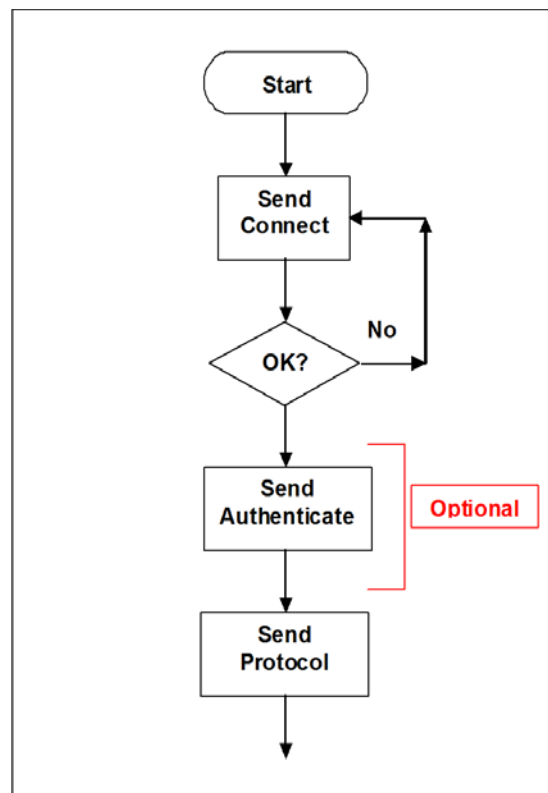 Start
Send
Connect
No
OK?
Send
Authenticate
Optional
Send
Protocol